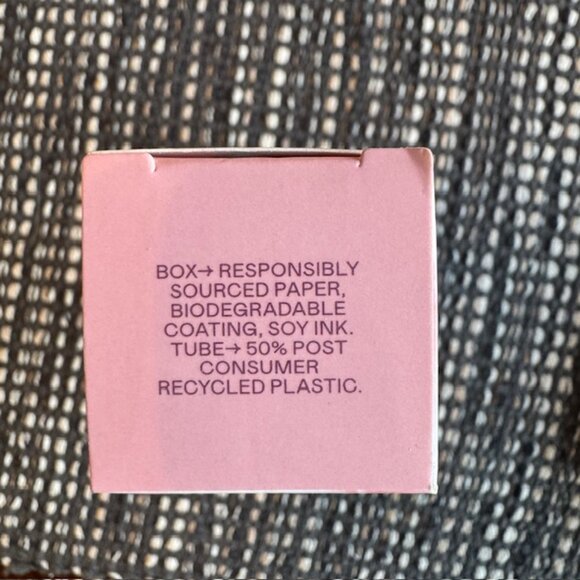 BOX→ RESPONSIBLY
SOURCED PAPER,
BIODEGRADABLE
COATING, SOY INK.
TUBE→ 50% POST
CONSUMER
RECYCLED PLASTIC.